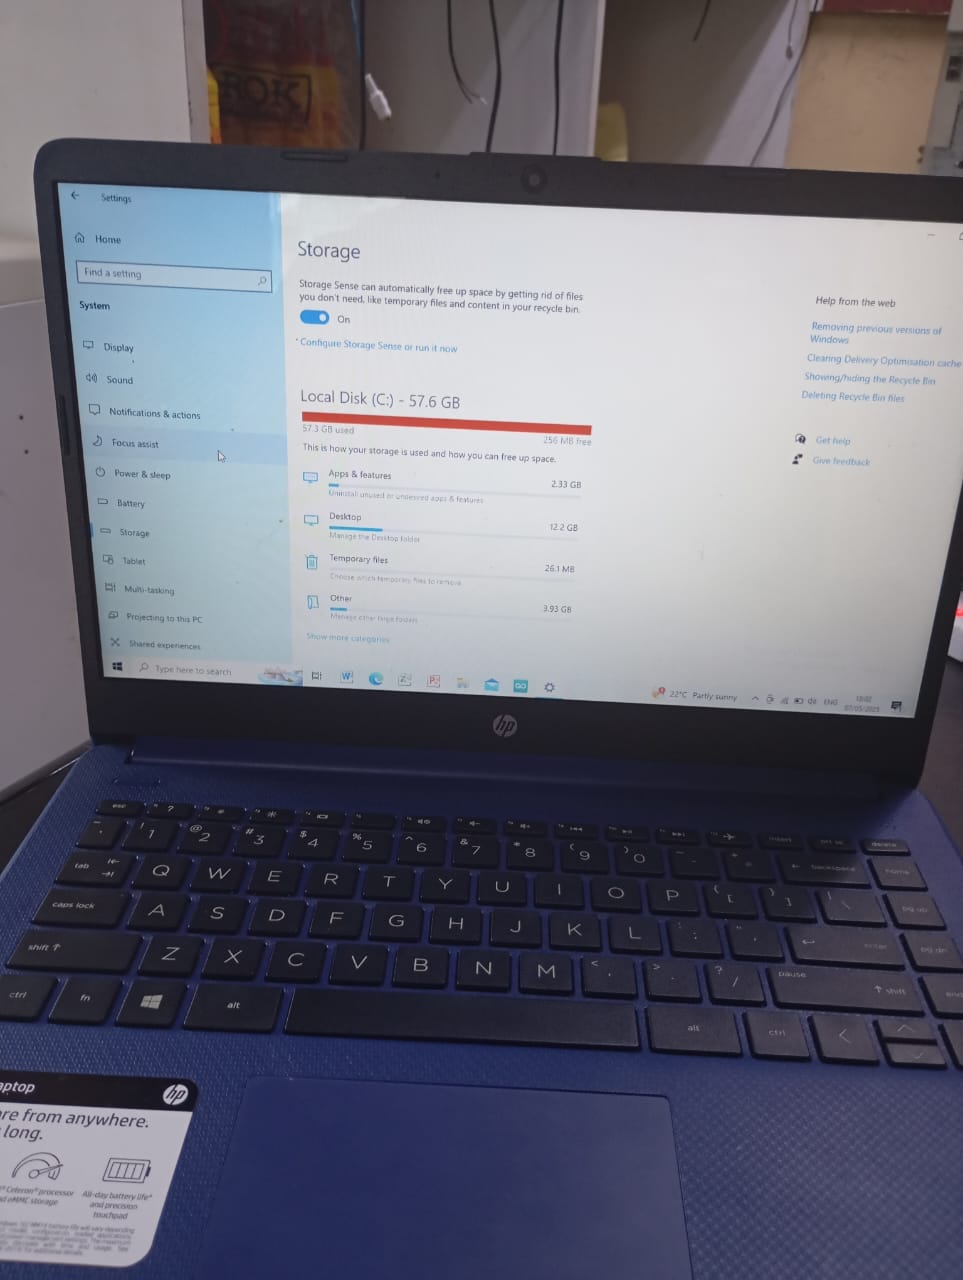 ROK
Settings
Home
Find a setting
System
Display
Sound
Notifications & actions
Focus assist
Power & sleep
Battery
Storage
Tablet
Multi-tasking
Projecting to this PC
Shared experiences
Storage
Storage Sense can automatically free up space by getting rid of files
you don't need, like temporary files and content in your recycle bin.
On
Configure Storage Sense or run it now
Local Disk (C:) - 57.6 GB
57.3 GB used
256 MB free
This is how your storage is used and how you can free up space.
Apps & features
2.33 GB
Uninstall unused or undesired apps & features
Desktop
12.2 GB
Manage the Desktop folder
Temporary files
26.1 MB
Choose which temporary files to remove
Other
3.93 GB
Manage other large folders
Show more categories
Help from the web
Removing previous versions of
Windows
Clearing Delivery Optimisation cache
Showing/hiding the Recycle Bin
Deleting Recycle Bin files
Get help
Give feedback
Type here to search
22°C Partly sunny
ENG
18:02
07/05/2025
hp
esc
! 1 @ 2 # 3 $ 4 % 5 ^ 6 & 7 * 8 ( 9 ) 0 backspace home
tab Q W E R T Y U I O P { [ } ] | \ pg up
caps lock A S D F G H J K L : ; " ' enter pg dn
shift Z X C V B N M < , > . ? / pause shift end
ctrl fn alt alt ctrl
insert delete
aptop
hp
re from anywhere.
long.
Celeron® processor
eMMC storage
All-day battery life
and precision
touchpad